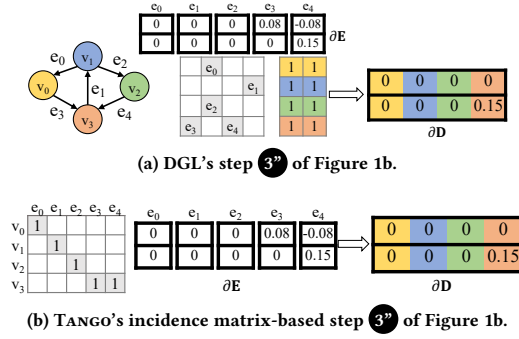 e0 e1 e2 e3 e4
0 0 0 0.08 -0.08
0 0 0 0 0.15
∂E
v1
e0 e2
v0 e1 v2
e3 e4
v3
e0
e1
e2
e3 e4
1 1
1 1
1 1
1 1
0 0 0 0
0 0 0 0.15
∂D
(a) DGL's step 3" of Figure 1b.
e0 e1 e2 e3 e4
v0 1
v1 1
v2 1
v3 1 1
e0 e1 e2 e3 e4
0 0 0 0.08 -0.08
0 0 0 0 0.15
∂E
0 0 0 0
0 0 0 0.15
∂D
(b) TANGO's incidence matrix-based step 3" of Figure 1b.